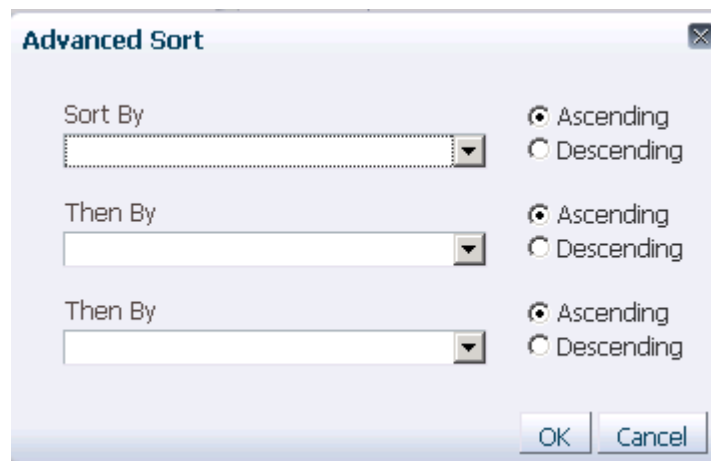 Advanced Sort
Sort By
Ascending
Descending
Then By
Ascending
Descending
Then By
Ascending
Descending
OK Cancel